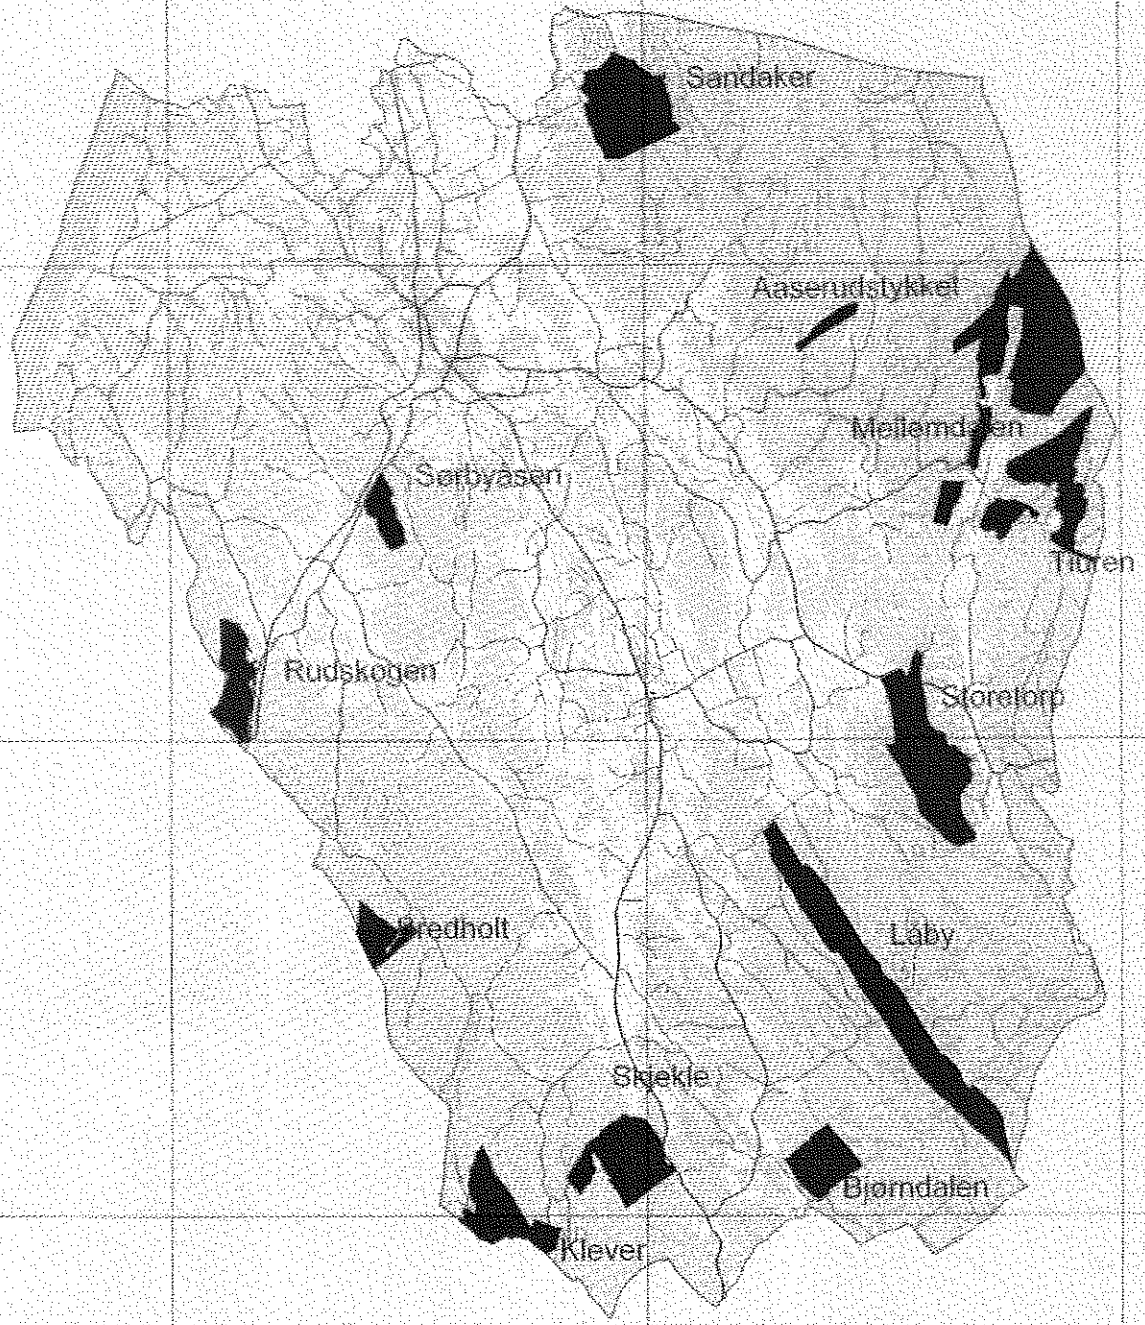 Sandaker
Aaserudstykket
Mellemdalen
Sørbyåsen
Tiuren
Rudskogen
Storetorp
Bredholt
Laby
Skjekle
Bjørndalen
Klever